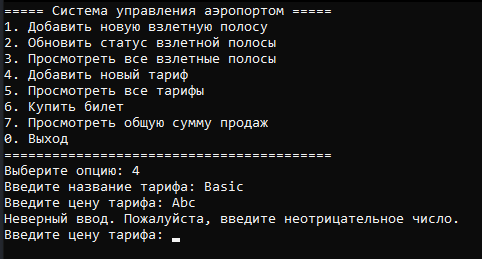 ===== Система управления аэропортом =====
1. Добавить новую взлетную полосу
2. Обновить статус взлетной полосы
3. Просмотреть все взлетные полосы
4. Добавить новый тариф
5. Просмотреть все тарифы
6. Купить билет
7. Просмотреть общую сумму продаж
0. Выход
=========================================
Выберите опцию: 4
Введите название тарифа: Basic
Введите цену тарифа: Abc
Неверный ввод. Пожалуйста, введите неотрицательное число.
Введите цену тарифа: